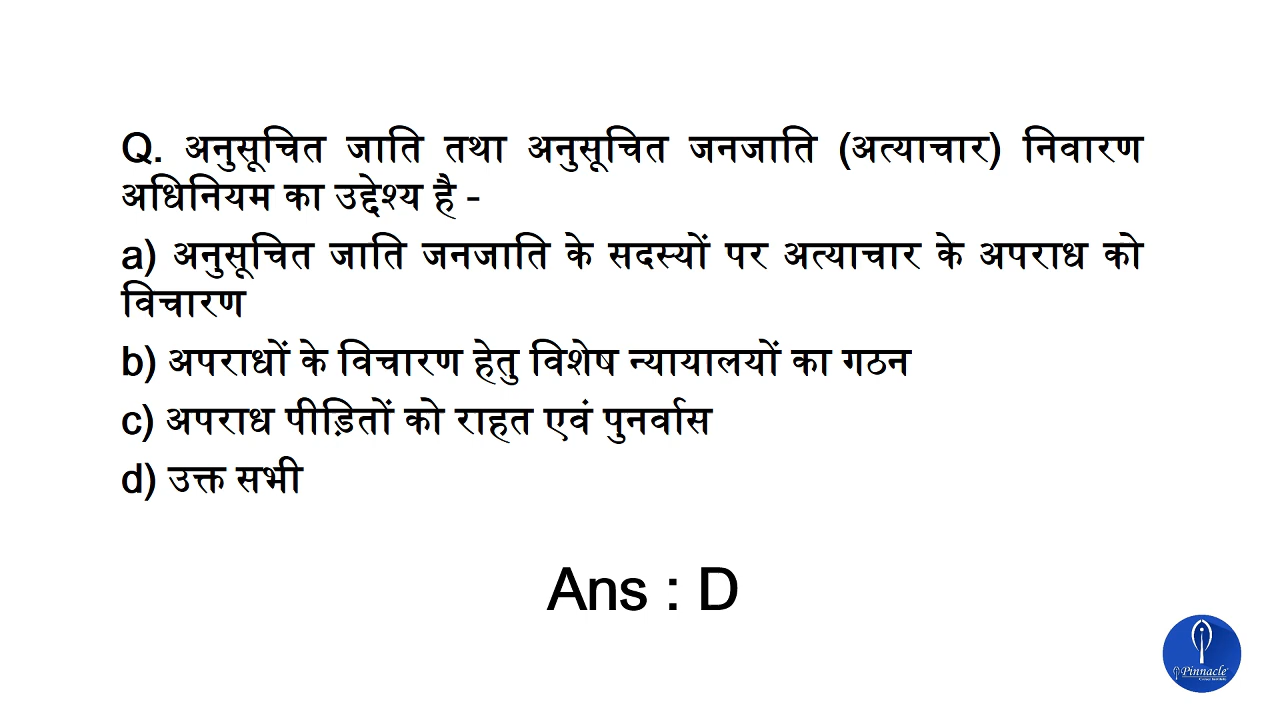 Q. अनुसूचित जाति तथा अनुसूचित जनजाति (अत्याचार) निवारण
अधिनियम का उद्देश्य है -
a) अनुसूचित जाति जनजाति के सदस्यों पर अत्याचार के अपराध को
विचारण
b) अपराधों के विचारण हेतु विशेष न्यायालयों का गठन
c) अपराध पीड़ितों को राहत एवं पुनर्वास
d) उक्त सभी
Ans : D
Pinnacle